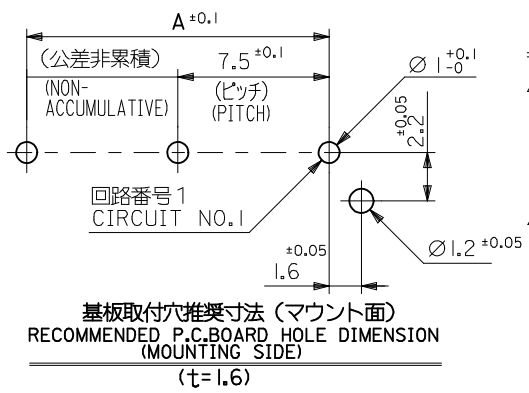 A ±0.1
(公差非累積)
(NON-
ACCUMULATIVE)
7.5 ±0.1
(ピッチ)
(PITCH)
∅1 +0.1
-0
2.2 ±0.05
回路番号1
CIRCUIT NO.1
1.6 ±0.05
∅1.2 ±0.05
基板取付穴推奨寸法(マウント面)
RECOMMENDED P.C.BOARD HOLE DIMENSION
(MOUNTING SIDE)
(t=1.6)